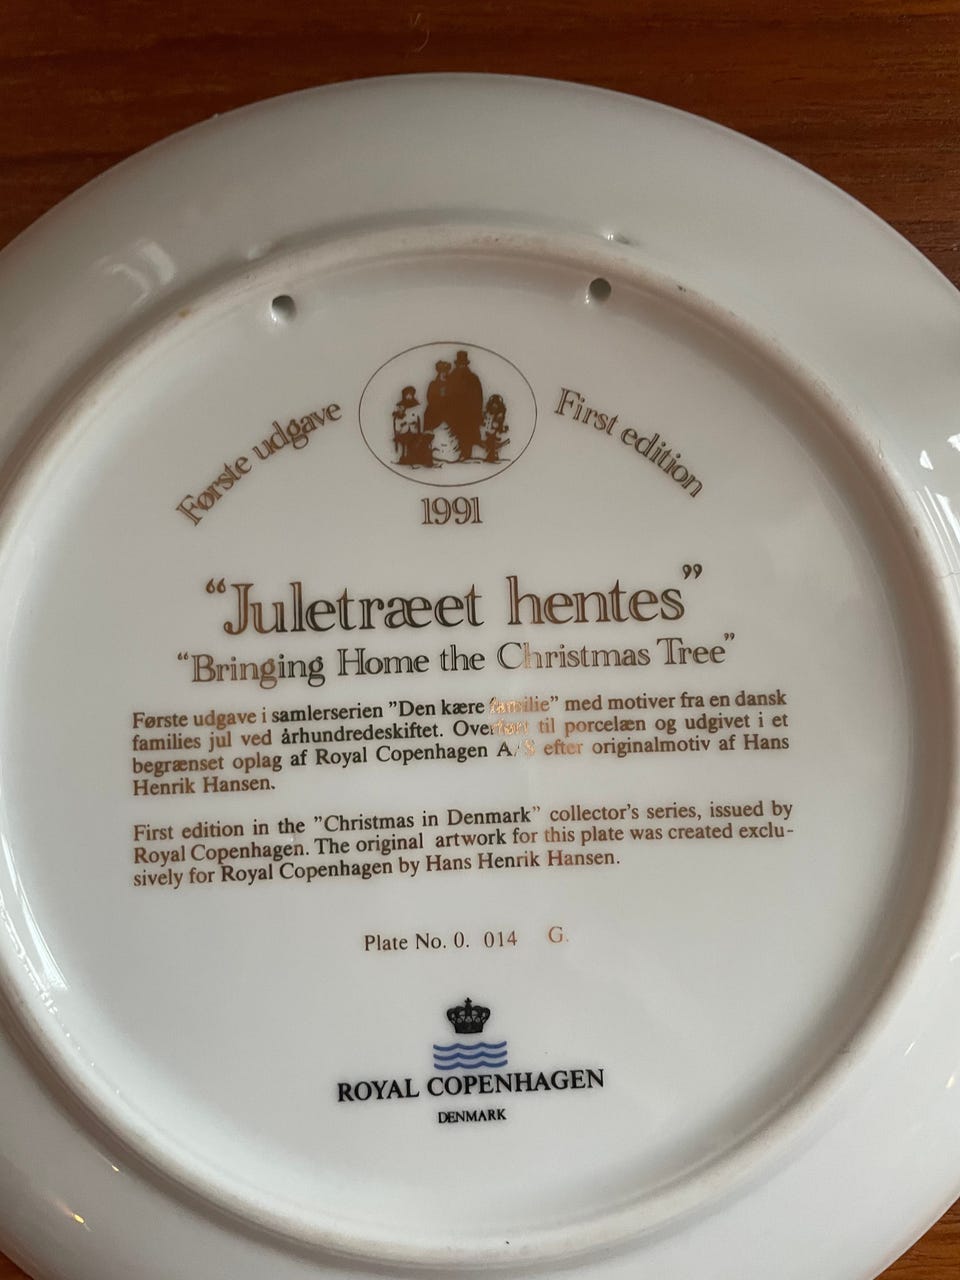 Første udgave
First edition
1991
“Juletræet hentes”
“Bringing Home the Christmas Tree”
Første udgave i samlerserien ”Den kære familie” med motiver fra en dansk
families jul ved århundredeskiftet. Overført til porcelæn og udgivet i et
begrænset oplag af Royal Copenhagen A/S efter originalmotiv af Hans
Henrik Hansen.
First edition in the ”Christmas in Denmark” collector’s series, issued by
Royal Copenhagen. The original artwork for this plate was created exclu-
sively for Royal Copenhagen by Hans Henrik Hansen.
Plate No. 0. 014 G.
ROYAL COPENHAGEN
DENMARK